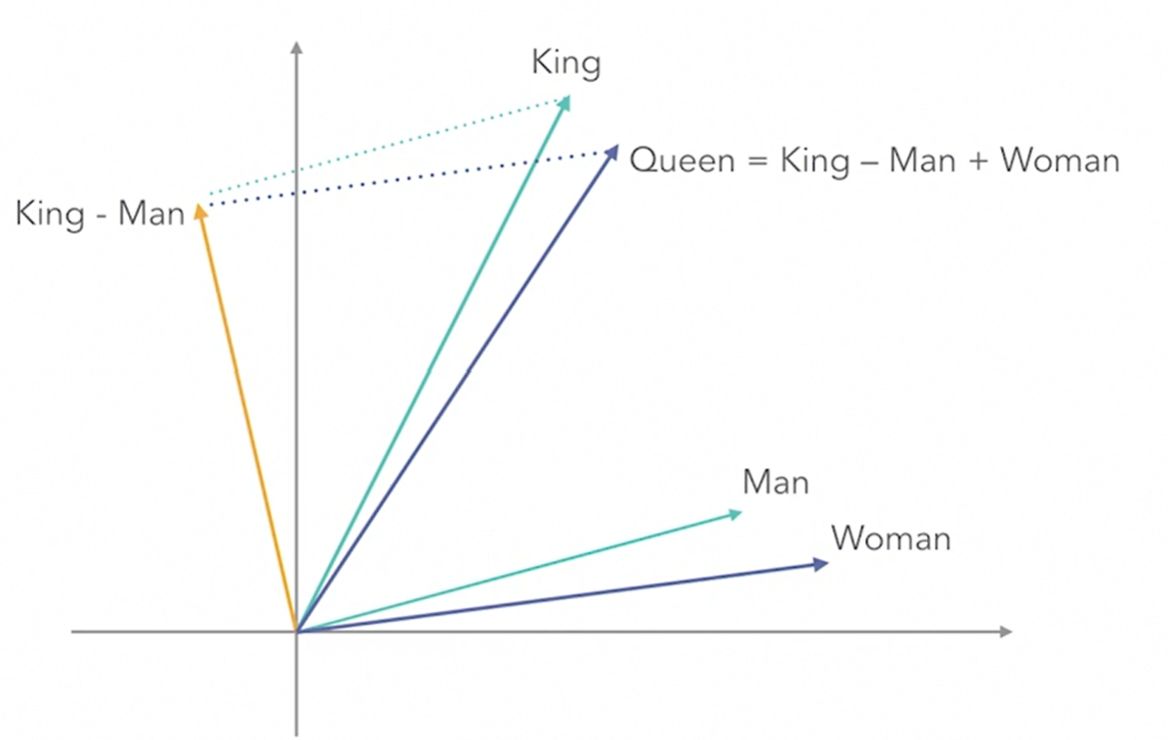 King
Queen = King – Man + Woman
King - Man
Man
Woman